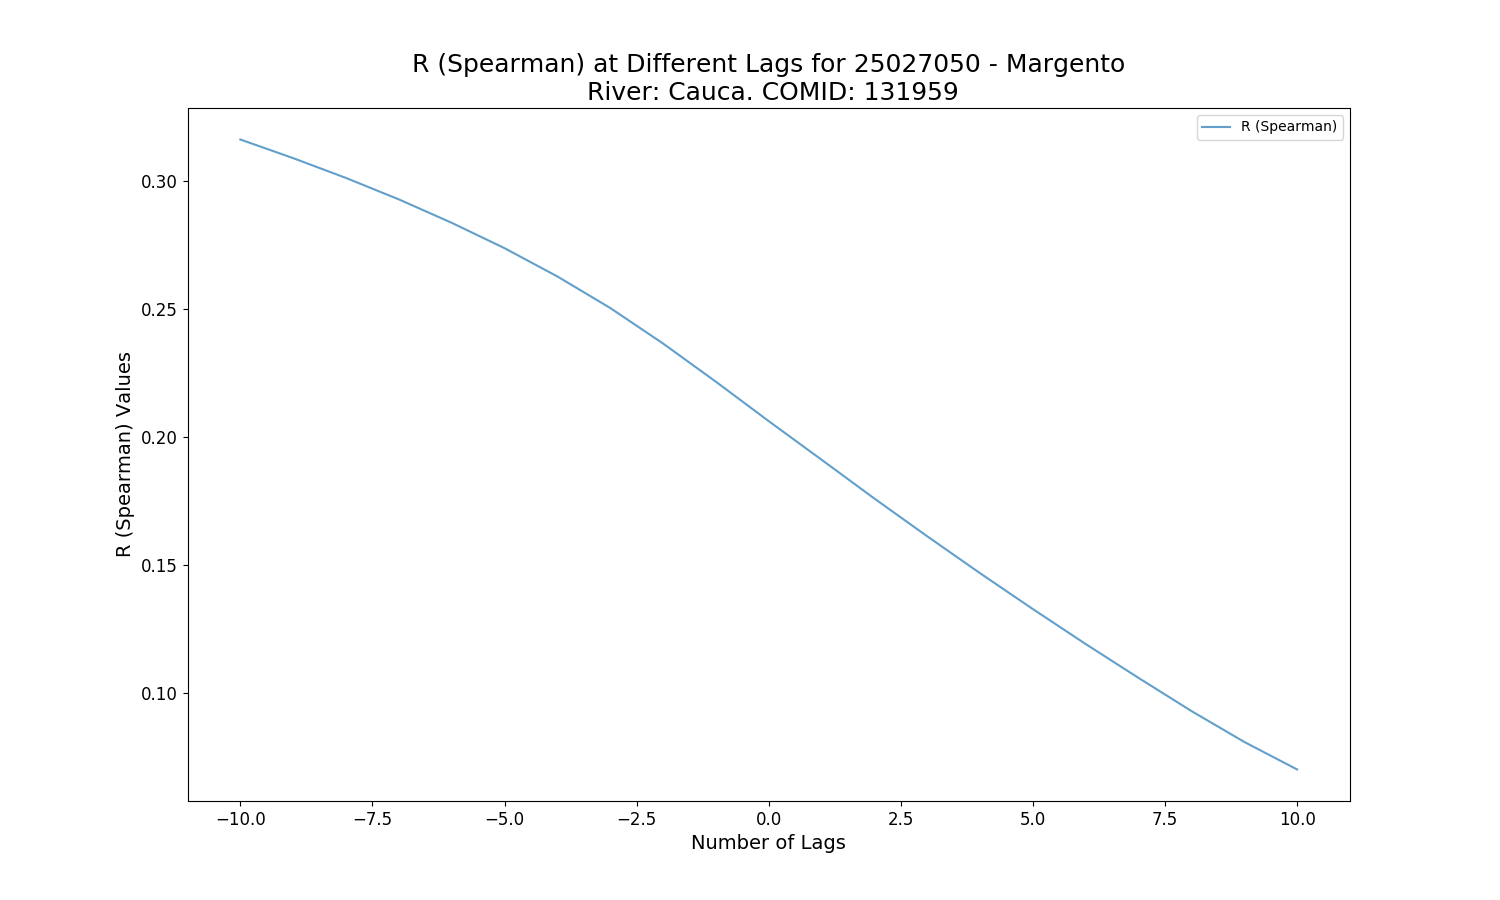 R (Spearman) at Different Lags for 25027050 - Margento
River: Cauca. COMID: 131959
R (Spearman)
R (Spearman) Values
0.30
0.25
0.20
0.15
0.10
−10.0 −7.5 −5.0 −2.5 0.0 2.5 5.0 7.5 10.0
Number of Lags